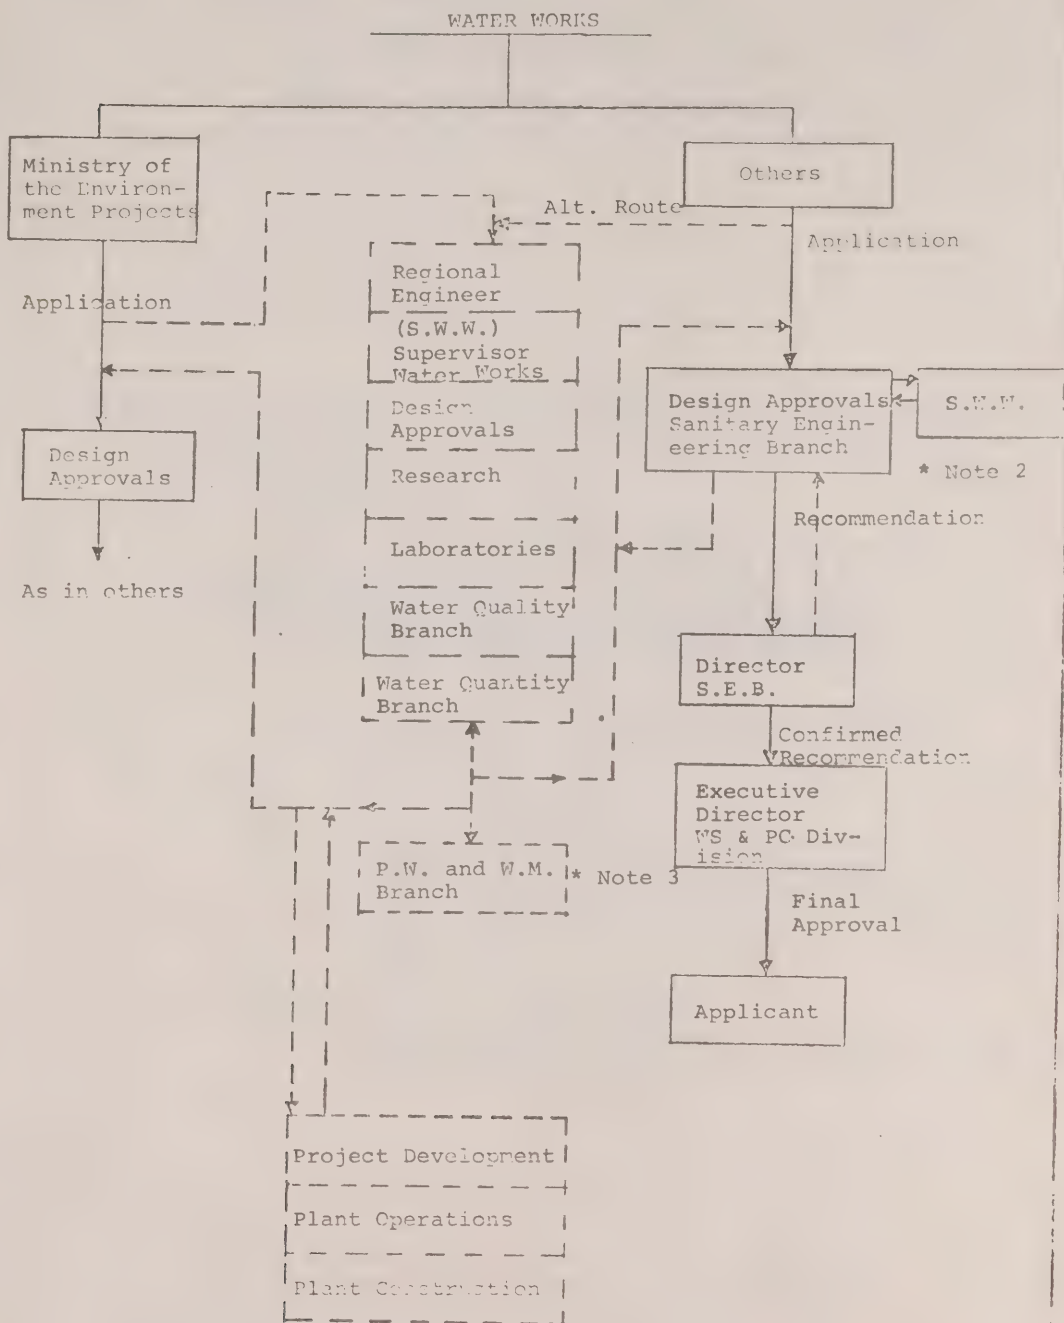 WATER WORKS
Ministry of
the Environ-
ment Projects
Others
Alt. Route
Application
Application
Regional
Engineer
(S.W.W.)
Supervisor
Water Works
Design
Approvals
Research
Laboratories
Water Quality
Branch
Water Quantity
Branch
Design Approvals
Sanitary Engin-
eering Branch
S.W.W.
* Note 2
Design
Approvals
As in others
Recommendation
Director
S.E.B.
Confirmed
Recommendation
Executive
Director
WS & PC Div-
ision
P.W. and W.M.
Branch
* Note 3
Final
Approval
Applicant
Project Development
Plant Operations
Plant Construction